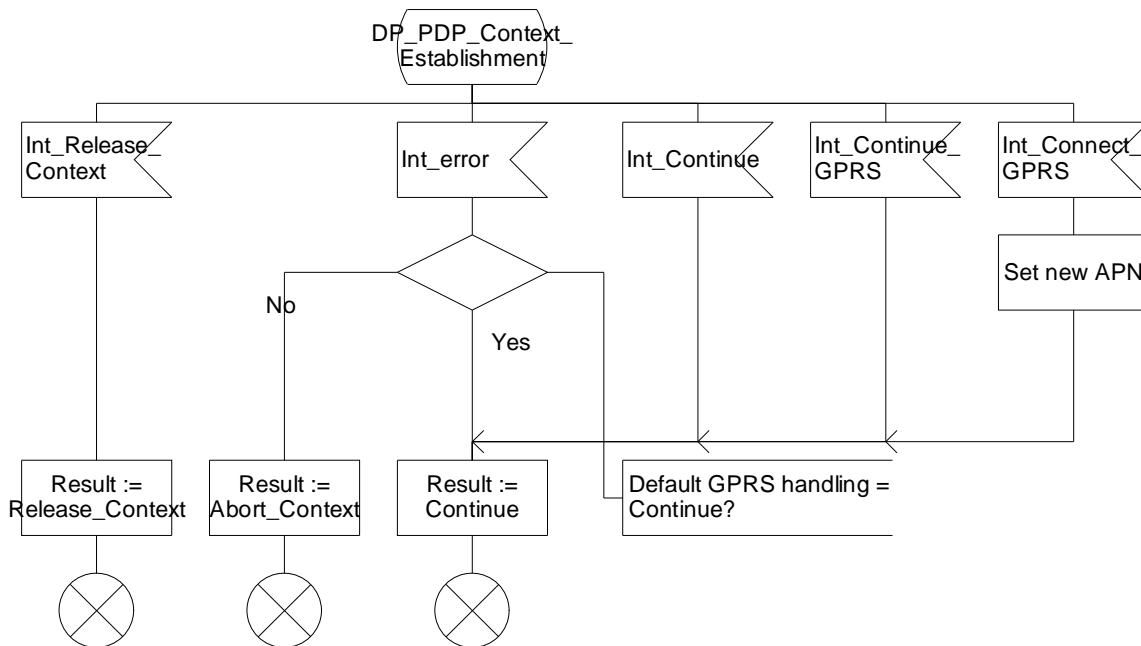 DP_PDP_Context_
Establishment
Int_Release_
Context
Int_error
Int_Continue
Int_Continue_
GPRS
Int_Connect_
GPRS
Set new APN
No
Yes
Result :=
Release_Context
Result :=
Abort_Context
Result :=
Continue
Default GPRS handling =
Continue?